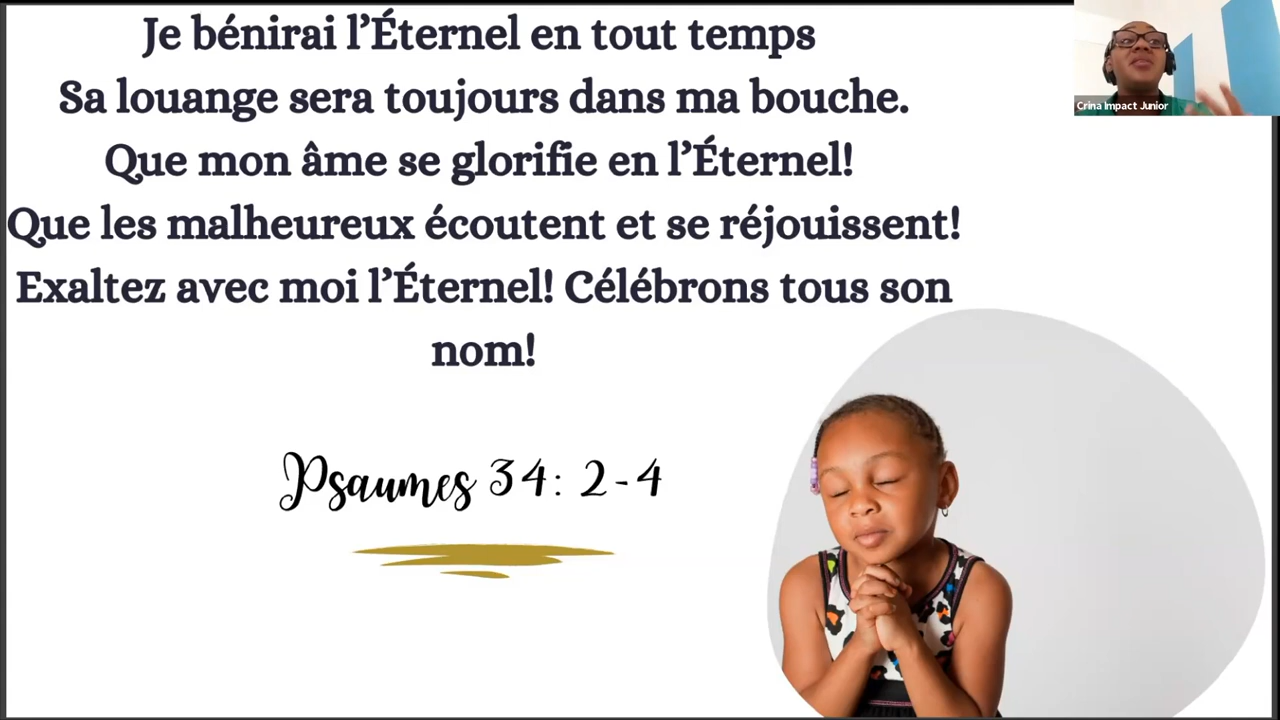 Je bénirai l’Éternel en tout temps
Sa louange sera toujours dans ma bouche.
Que mon âme se glorifie en l’Éternel!
Que les malheureux écoutent et se réjouissent!
Exaltez avec moi l’Éternel! Célébrons tous son
nom!
Psaumes 34: 2-4
Crina Impact Junior